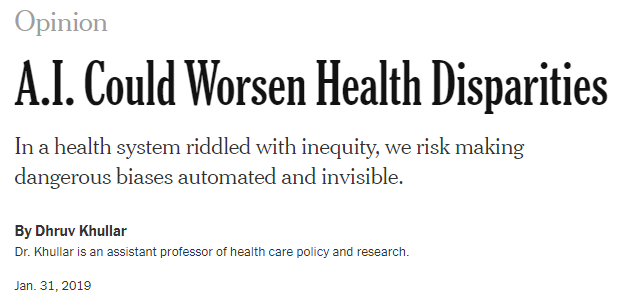 Opinion
A.I. Could Worsen Health Disparities
In a health system riddled with inequity, we risk making
dangerous biases automated and invisible.
By Dhruv Khullar
Dr. Khullar is an assistant professor of health care policy and research.
Jan. 31, 2019